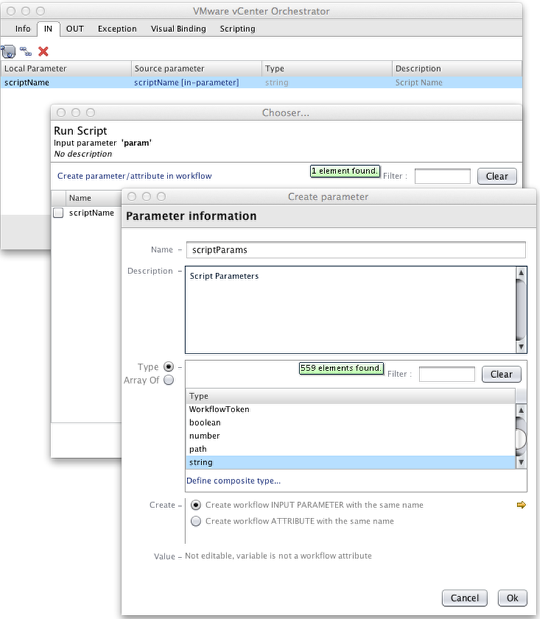 VMware vCenter Orchestrator
Info IN OUT Exception Visual Binding Scripting
Local Parameter Source parameter Type Description
scriptName scriptName [in-parameter] string Script Name
Chooser...
Run Script
Input parameter 'param'
No description
Create parameter/attribute in workflow 1 element found. Filter : Clear
Name
scriptName
Create parameter
Parameter information
Name scriptParams
Description Script Parameters
Type 559 elements found. Filter : Clear
Array Of
Type
WorkflowToken
boolean
number
path
string
Define composite type...
Create Create workflow INPUT PARAMETER with the same name
Create workflow ATTRIBUTE with the same name
Value Not editable, variable is not a workflow attribute
Cancel Ok